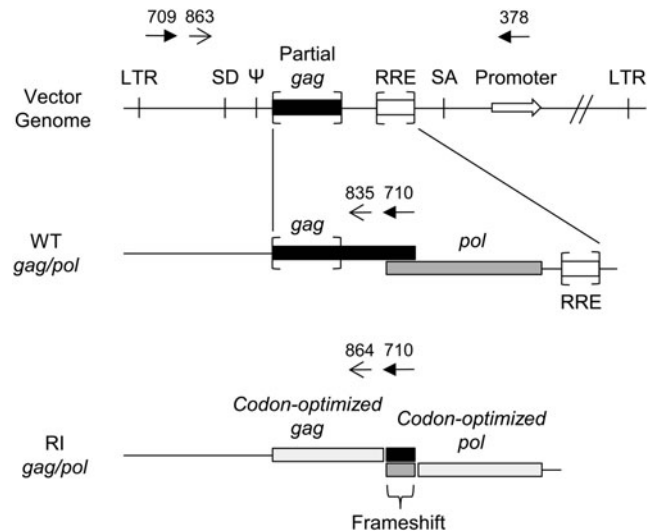 709 863 378
LTR SD Ψ Partial gag RRE SA Promoter LTR
Vector Genome
835 710
gag pol
WT gag/pol
RRE
864 710
Codon-optimized gag Codon-optimized pol
RI gag/pol
Frameshift